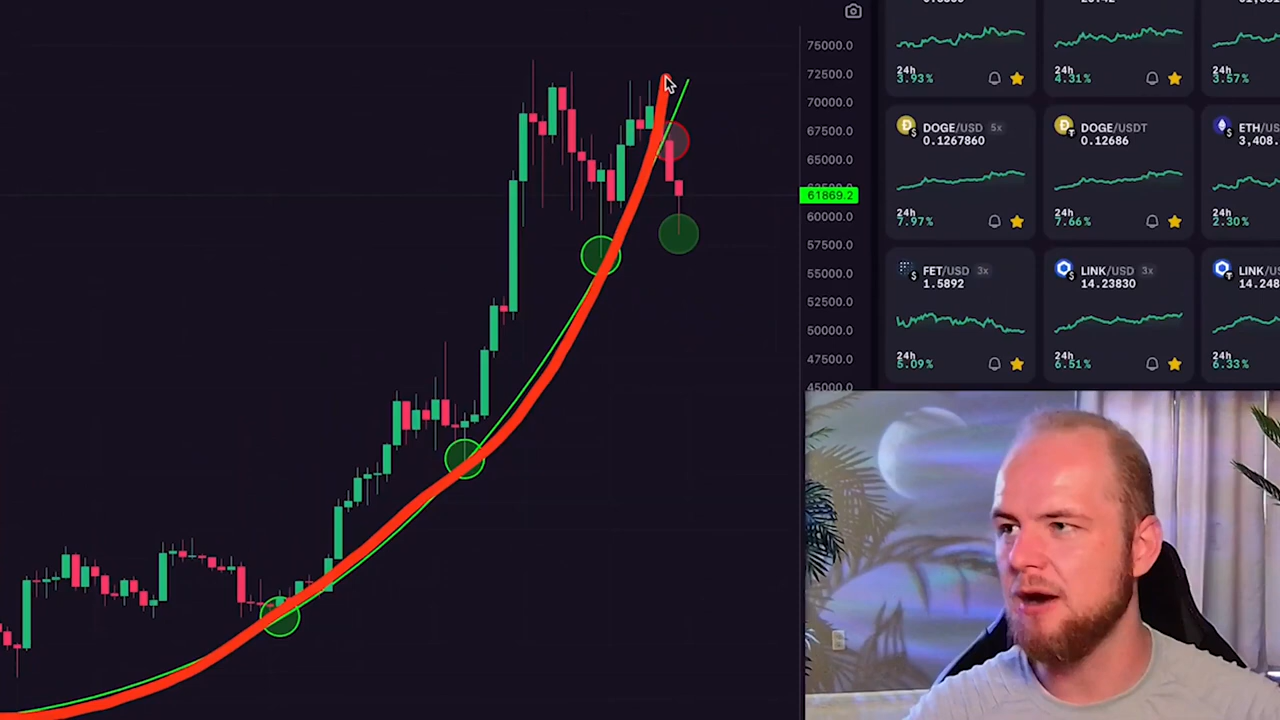 75000.0
72500.0
70000.0
67500.0
65000.0
61869.2
60000.0
57500.0
55000.0
52500.0
50000.0
47500.0
45000.0
24h
3.93%
24h
4.31%
24h
3.57%
DOGE/USD 5x
0.1267860
24h
7.97%
DOGE/USDT
0.12686
24h
7.66%
ETH/
3,408.
24h
2.30%
FET/USD 3x
1.5892
24h
5.09%
LINK/USD 3x
14.23830
24h
6.51%
LINK/
14.248
24h
6.33%